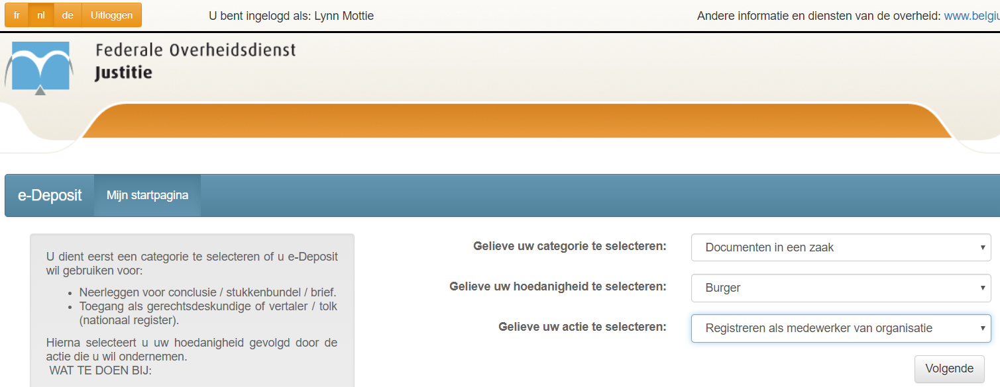 fr nl de Uitloggen U bent ingelogd als: Lynn Mottie Andere informatie en diensten van de overheid: www.belgiu
Federale Overheidsdienst
Justitie
e-Deposit Mijn startpagina
U dient eerst een categorie te selecteren of u e-Deposit
wil gebruiken voor:
• Neerleggen voor conclusie / stukkenbundel / brief.
• Toegang als gerechtsdeskundige of vertaler / tolk
(nationaal register).
Hierna selecteert u uw hoedanigheid gevolgd door de
actie die u wil ondernemen.
WAT TE DOEN BIJ:
Gelieve uw categorie te selecteren: Documenten in een zaak
Gelieve uw hoedanigheid te selecteren: Burger
Gelieve uw actie te selecteren: Registreren als medewerker van organisatie
Volgende